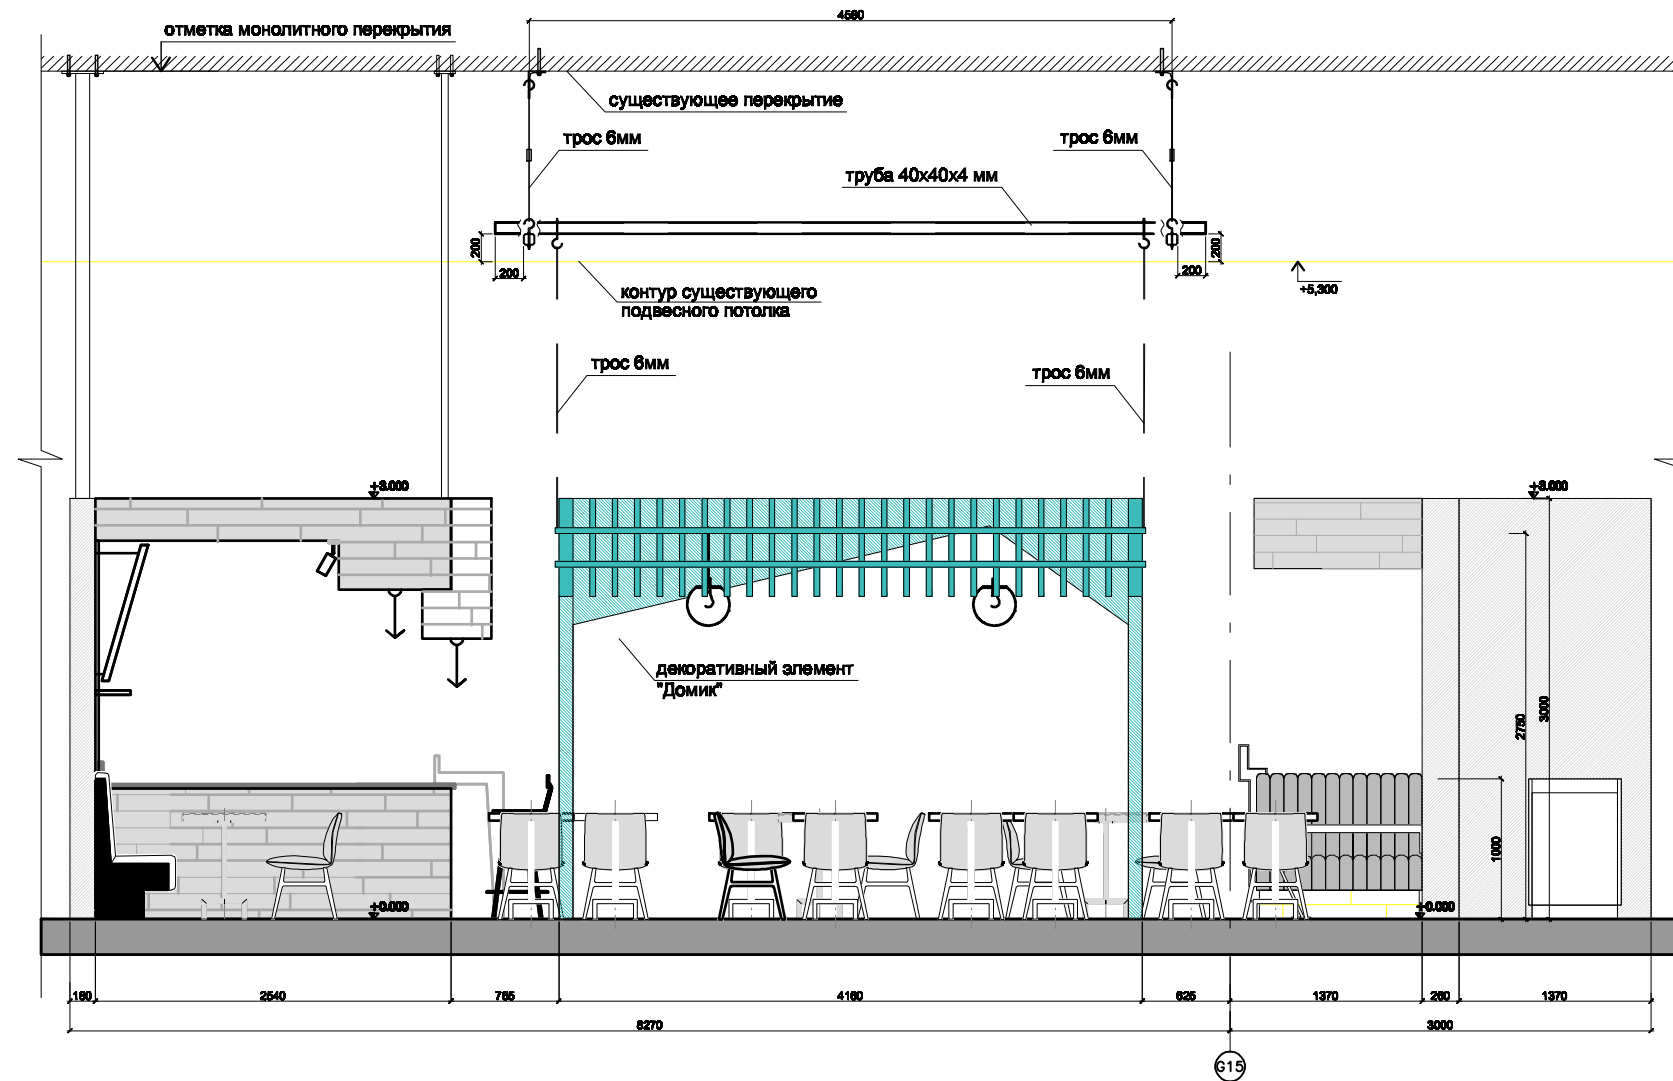 4580
отметка монолитного перекрытия
существующее перекрытие
трос 6мм
трос 6мм
труба 40х40х4 мм
200
200
200
200
+5,300
контур существующего
подвесного потолка
трос 6мм
трос 6мм
+3.000
+3.000
декоративный элемент
"Домик"
2750
3000
1000
+0.000
+0.000
180
2540
765
4160
625
1370
260
1370
8270
3000
G15